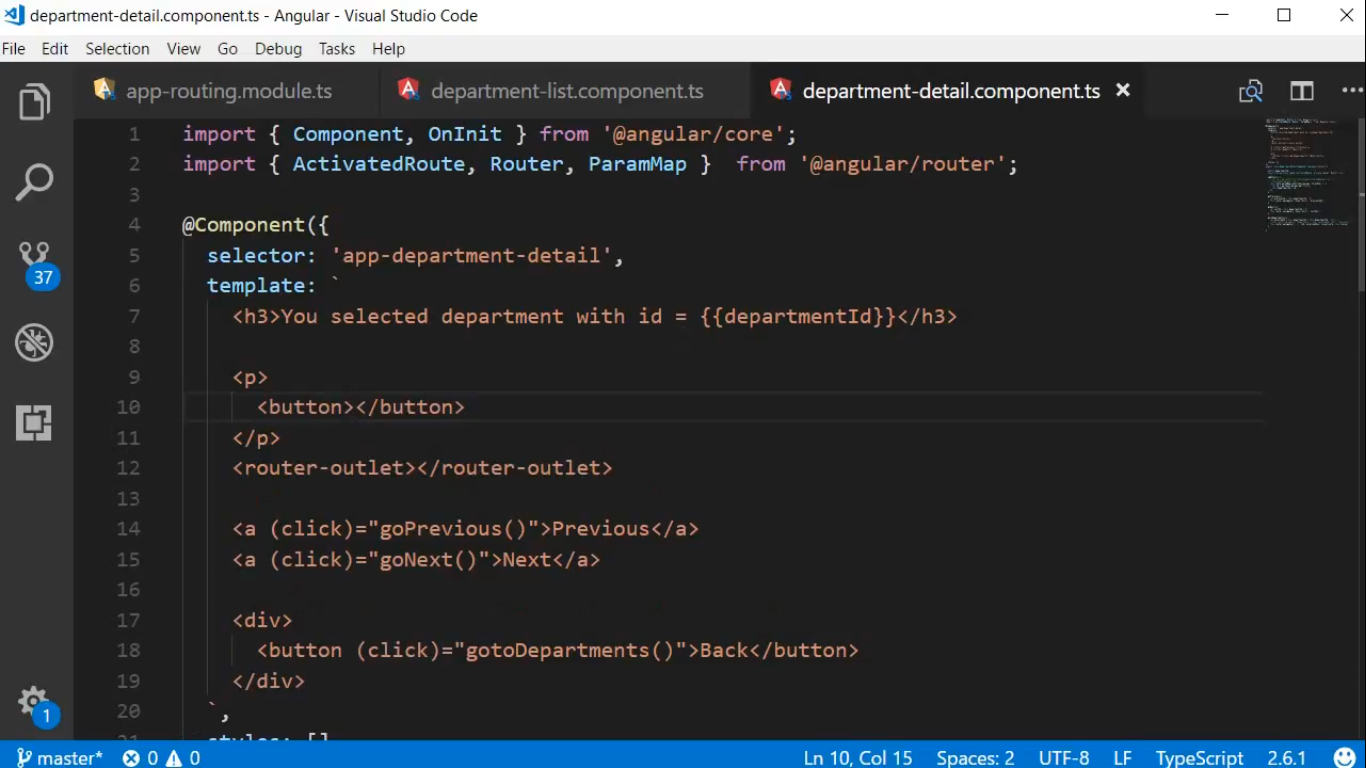 department-detail.component.ts - Angular - Visual Studio Code
File Edit Selection View Go Debug Tasks Help
app-routing.module.ts department-list.component.ts department-detail.component.ts
1 import { Component, OnInit } from '@angular/core';
2 import { ActivatedRoute, Router, ParamMap }  from '@angular/router';
3
4 @Component({
5   selector: 'app-department-detail',
6   template: `
7     <h3>You selected department with id = {{departmentId}}</h3>
8
9     <p>
10       <button></button>
11     </p>
12     <router-outlet></router-outlet>
13
14     <a (click)="goPrevious()">Previous</a>
15     <a (click)="goNext()">Next</a>
16
17     <div>
18       <button (click)="gotoDepartments()">Back</button>
19     </div>
20   `,
21   styles: []
37
1
master* 0 0 Ln 10, Col 15 Spaces: 2 UTF-8 LF TypeScript 2.6.1